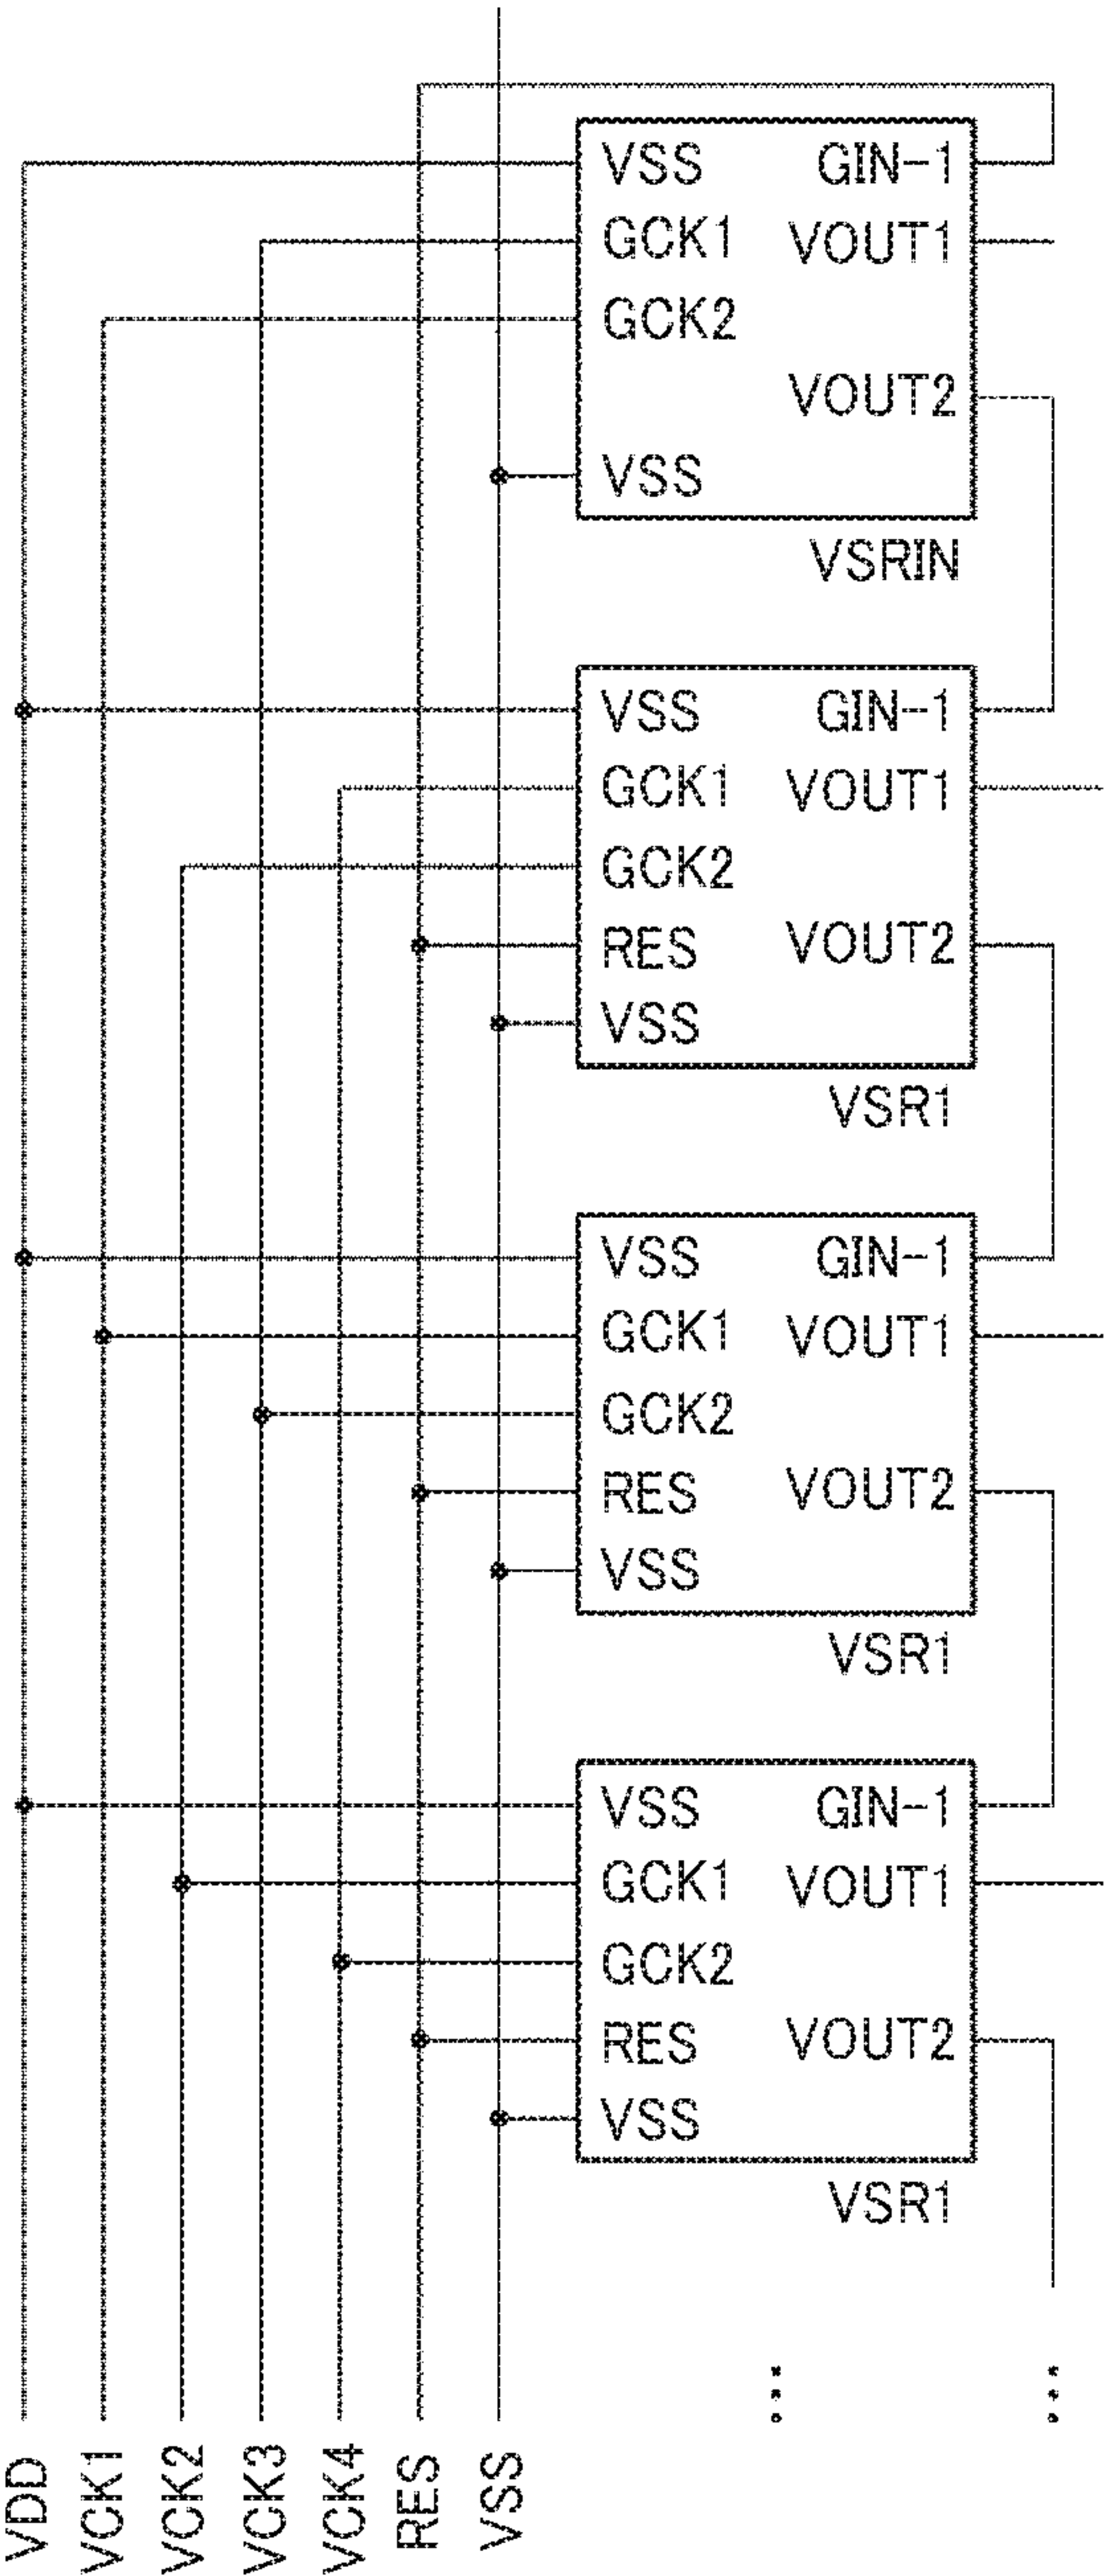 VSS GIN-1
GCK1 VOUT1
GCK2
VOUT2
VSS
VSRIN
VSS GIN-1
GCK1 VOUT1
GCK2
RES VOUT2
VSS
VSR1
VSS GIN-1
GCK1 VOUT1
GCK2
RES VOUT2
VSS
VSR1
VSS GIN-1
GCK1 VOUT1
GCK2
RES VOUT2
VSS
VSR1
VDD
VCK1
VCK2
VCK3
VCK4
RES
VSS